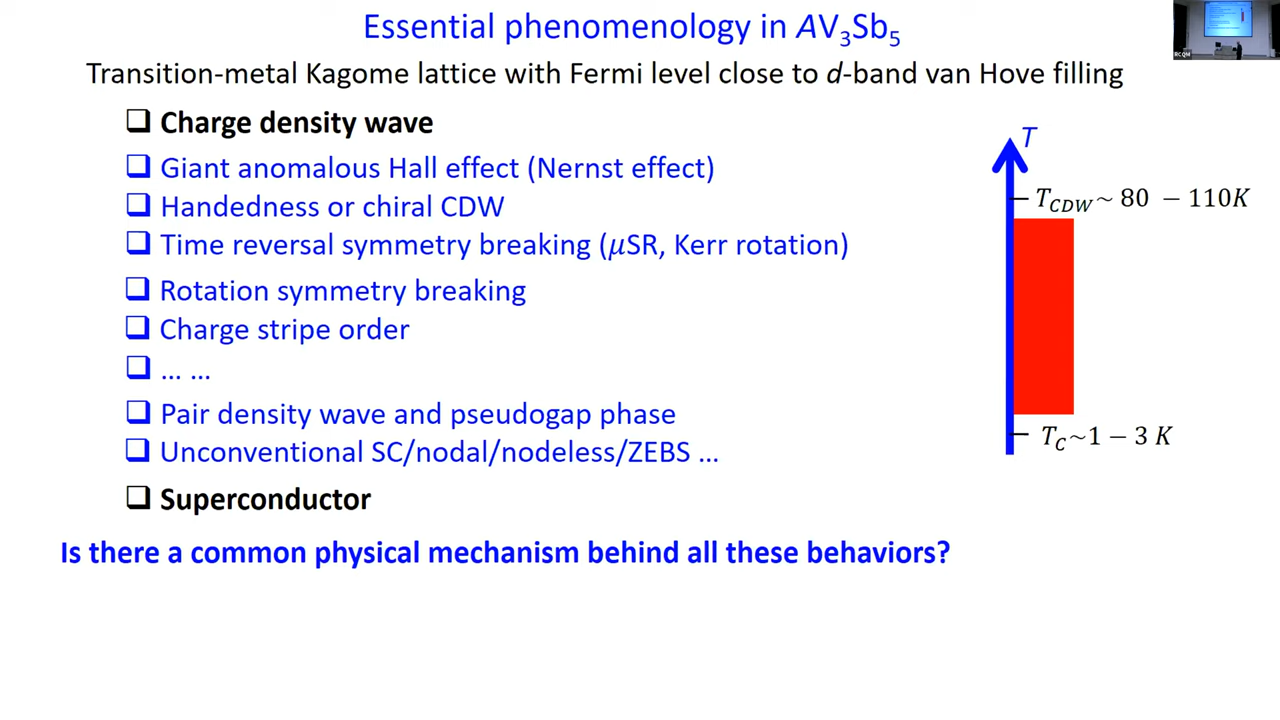 Essential phenomenology in AV₃Sb₅
Transition-metal Kagome lattice with Fermi level close to d-band van Hove filling
Charge density wave
Giant anomalous Hall effect (Nernst effect)
Handedness or chiral CDW
Time reversal symmetry breaking (μSR, Kerr rotation)
Rotation symmetry breaking
Charge stripe order
... ...
Pair density wave and pseudogap phase
Unconventional SC/nodal/nodeless/ZEBS ...
Superconductor
Is there a common physical mechanism behind all these behaviors?
T
T_CDW ~ 80 − 110K
T_C~1 − 3 K
RCQM